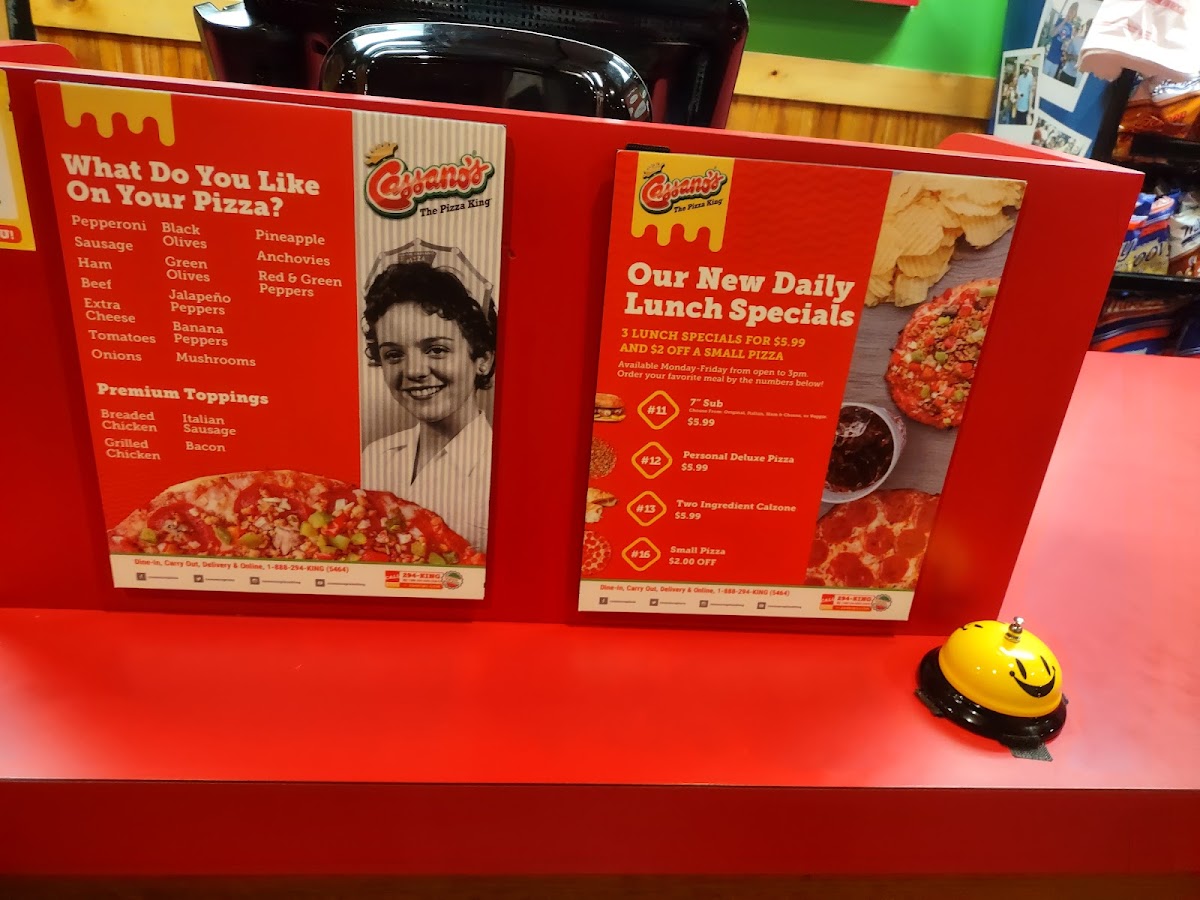 U!
What Do You Like
On Your Pizza?
Pepperoni
Sausage
Ham
Beef
Extra
Cheese
Tomatoes
Onions
Black
Olives
Green
Olives
Jalapeño
Peppers
Banana
Peppers
Mushrooms
Pineapple
Anchovies
Red & Green
Peppers
Premium Toppings
Breaded
Chicken
Grilled
Chicken
Italian
Sausage
Bacon
Cassano's
The Pizza King
Dine-in, Carry Out, Delivery & Online, 1-888-294-KING (5464)
294-KING
Cassano's
The Pizza King
Our New Daily
Lunch Specials
3 LUNCH SPECIALS FOR $5.99
AND $2 OFF A SMALL PIZZA
Available Monday-Friday from open to 3pm.
Order your favorite meal by the numbers below!
#11
7" Sub
$5.99
#12
Personal Deluxe Pizza
$5.99
#13
Two Ingredient Calzone
$5.99
#16
Small Pizza
$2.00 OFF
Dine-in, Carry Out, Delivery & Online, 1-888-294-KING (5464)
294-KING